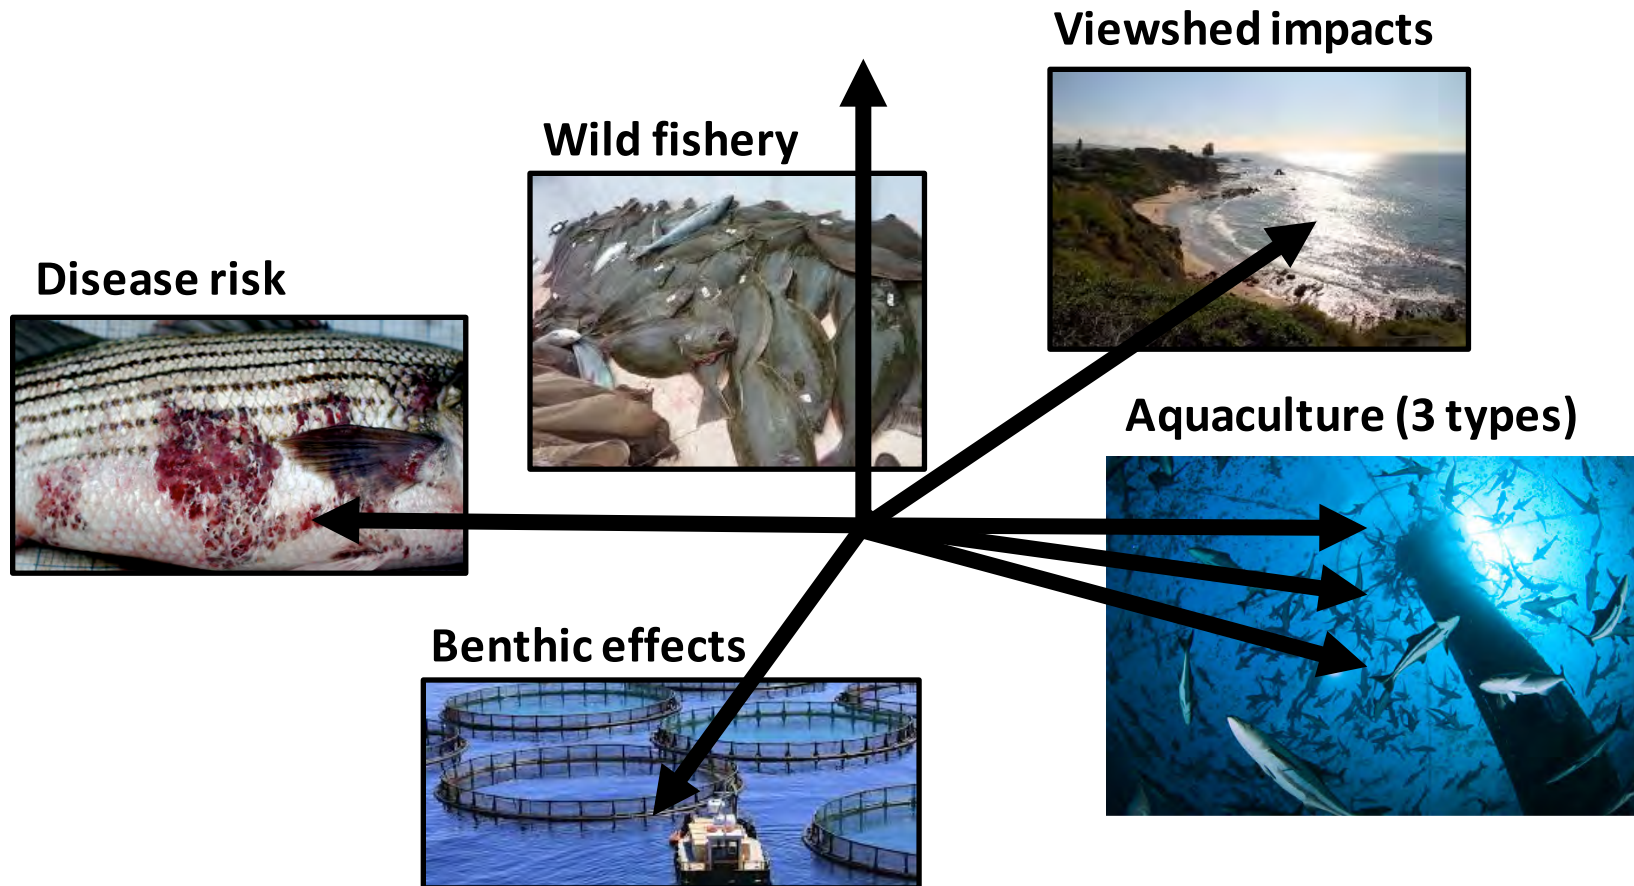 Viewshed impacts
Wild fishery
Disease risk
Aquaculture (3 types)
Benthic effects